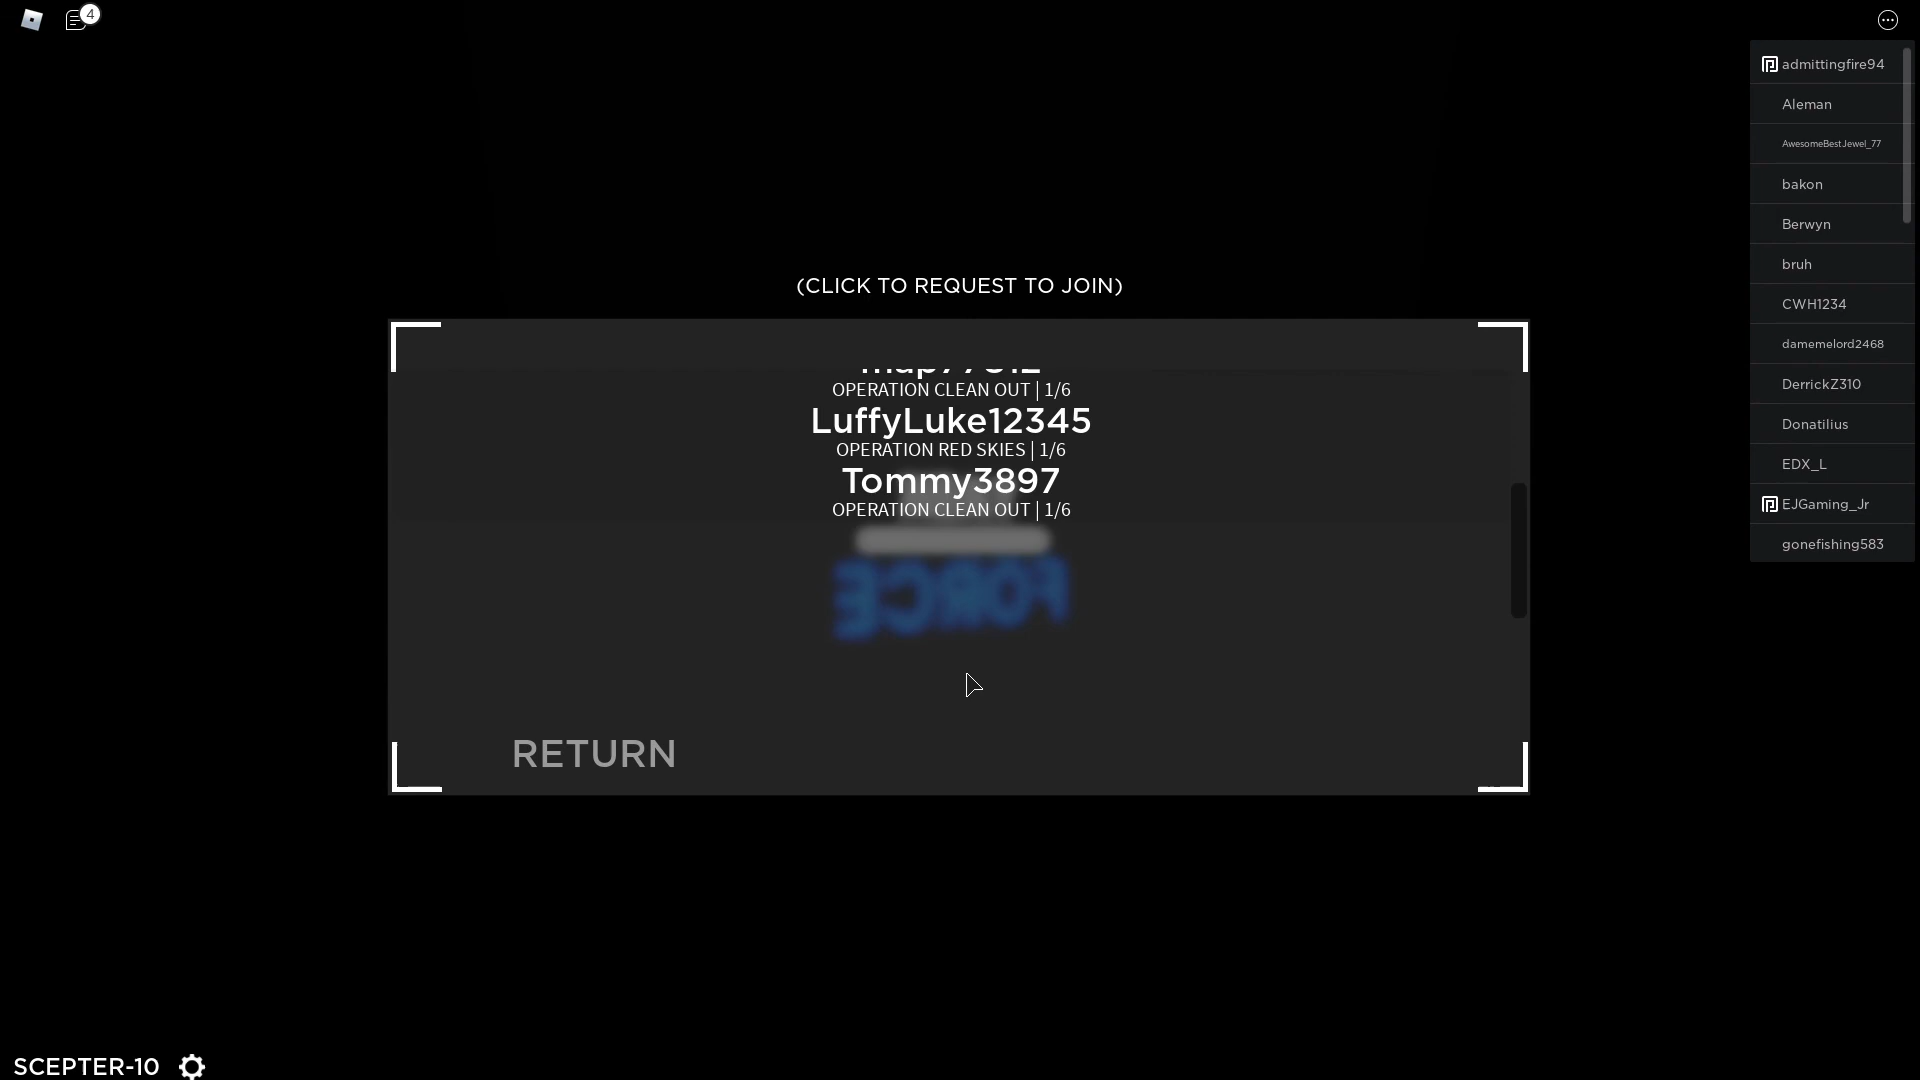 4
(CLICK TO REQUEST TO JOIN)
OPERATION CLEAN OUT | 1/6
LuffyLuke12345
OPERATION RED SKIES | 1/6
Tommy3897
OPERATION CLEAN OUT | 1/6
FORCE
RETURN
admittingfire94
Aleman
AwesomeBestJewel_77
bakon
Berwyn
bruh
CWH1234
damemelord2468
DerrickZ310
Donatilius
EDX_L
EJGaming_Jr
gonefishing583
SCEPTER-10